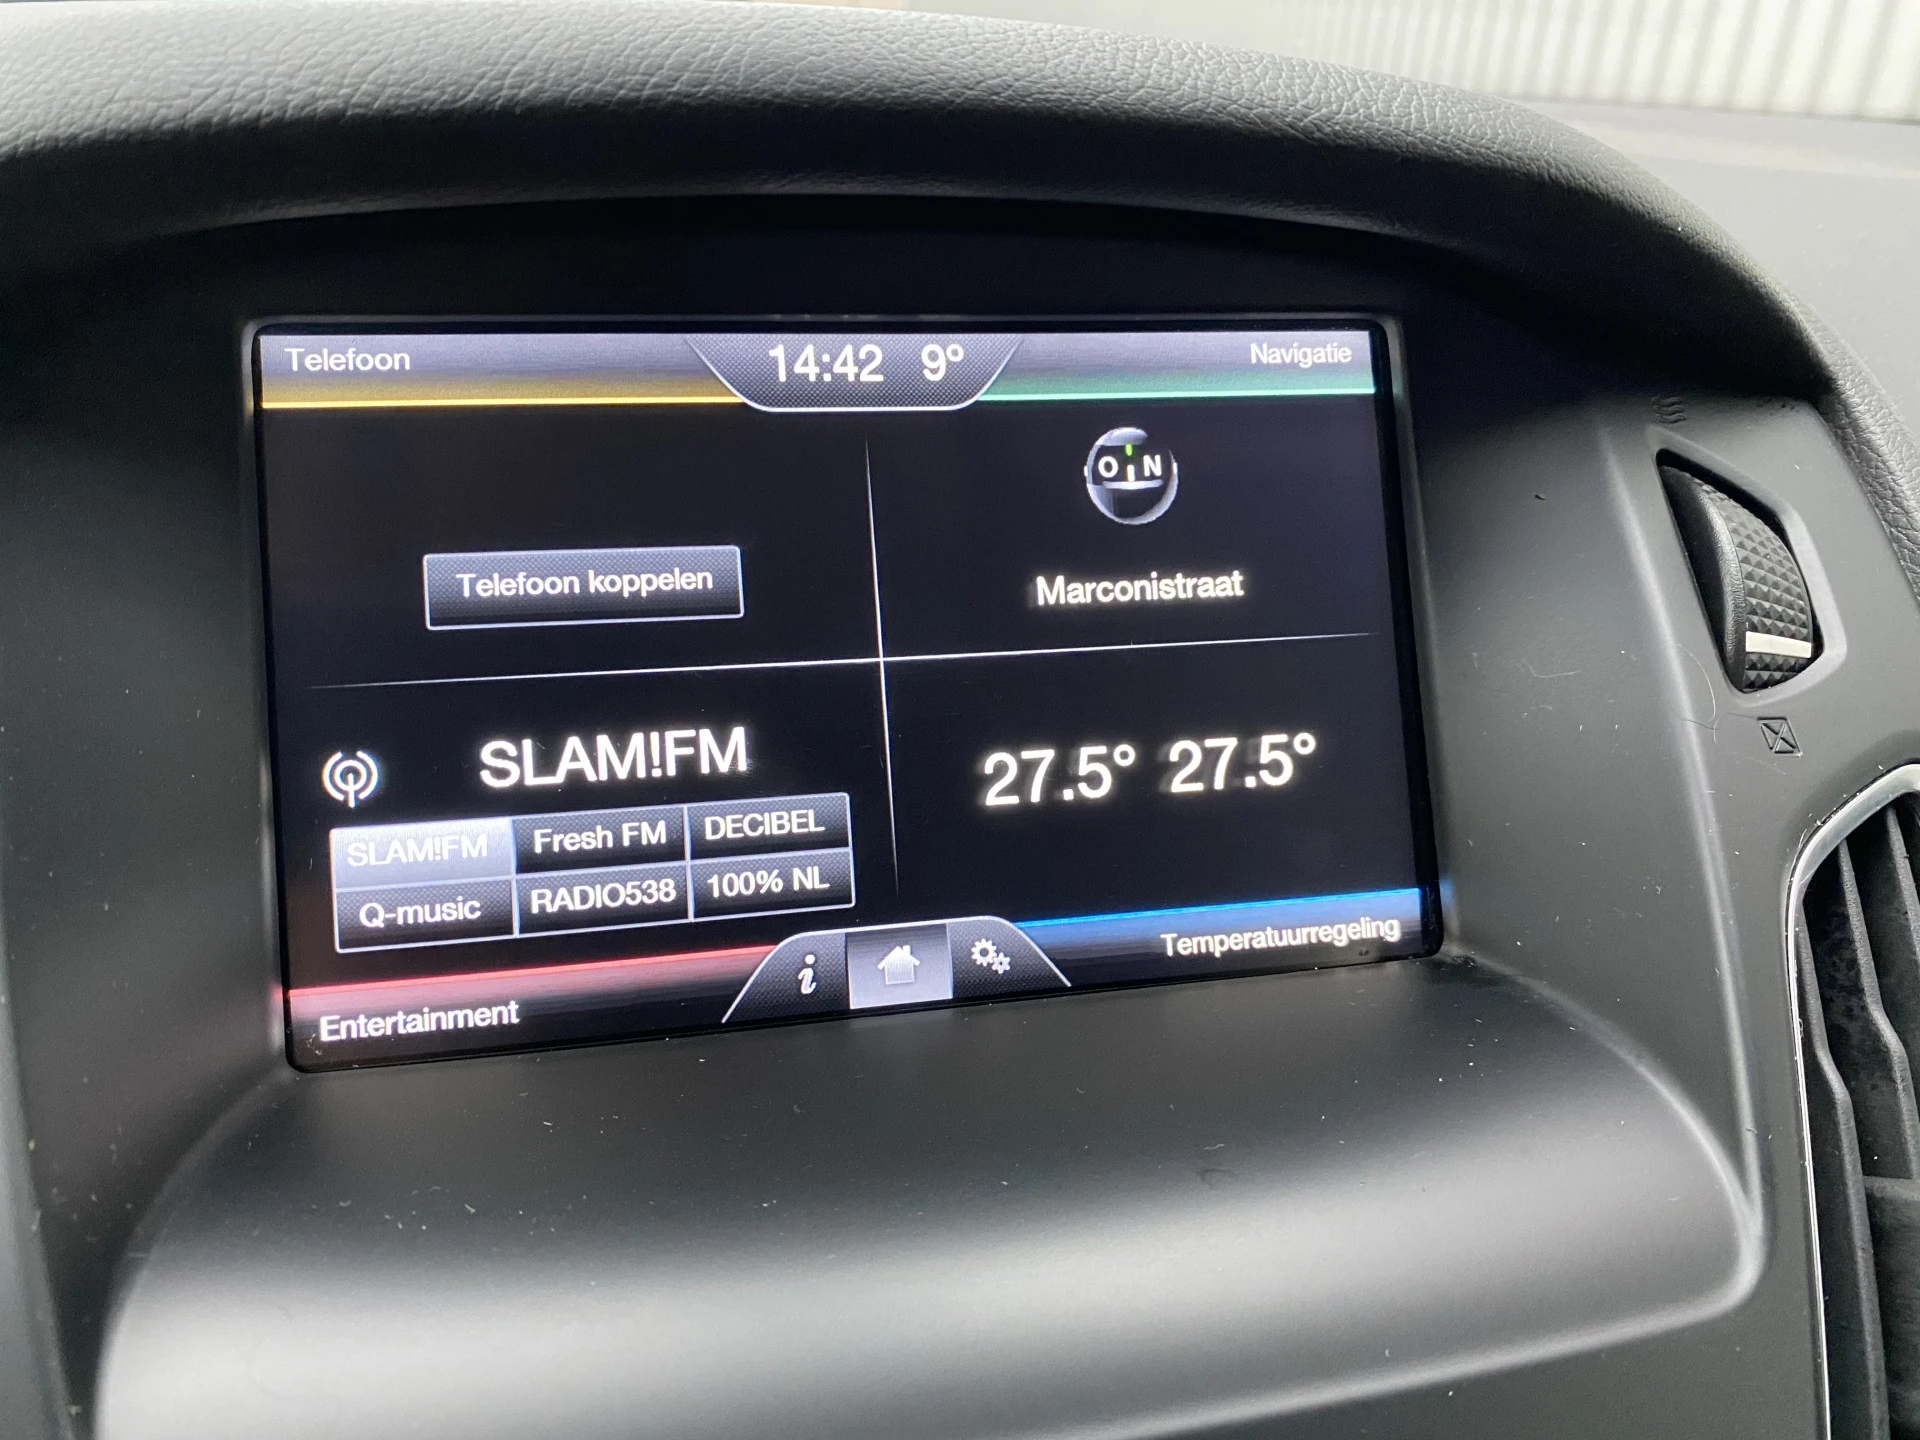 Telefoon
14:42 9°
Navigatie
O N
Telefoon koppelen
Marconistraat
SLAM!FM
27.5° 27.5°
SLAM!FM Fresh FM DECIBEL
Q-music RADIO538 100% NL
i
Entertainment
Temperatuurregeling